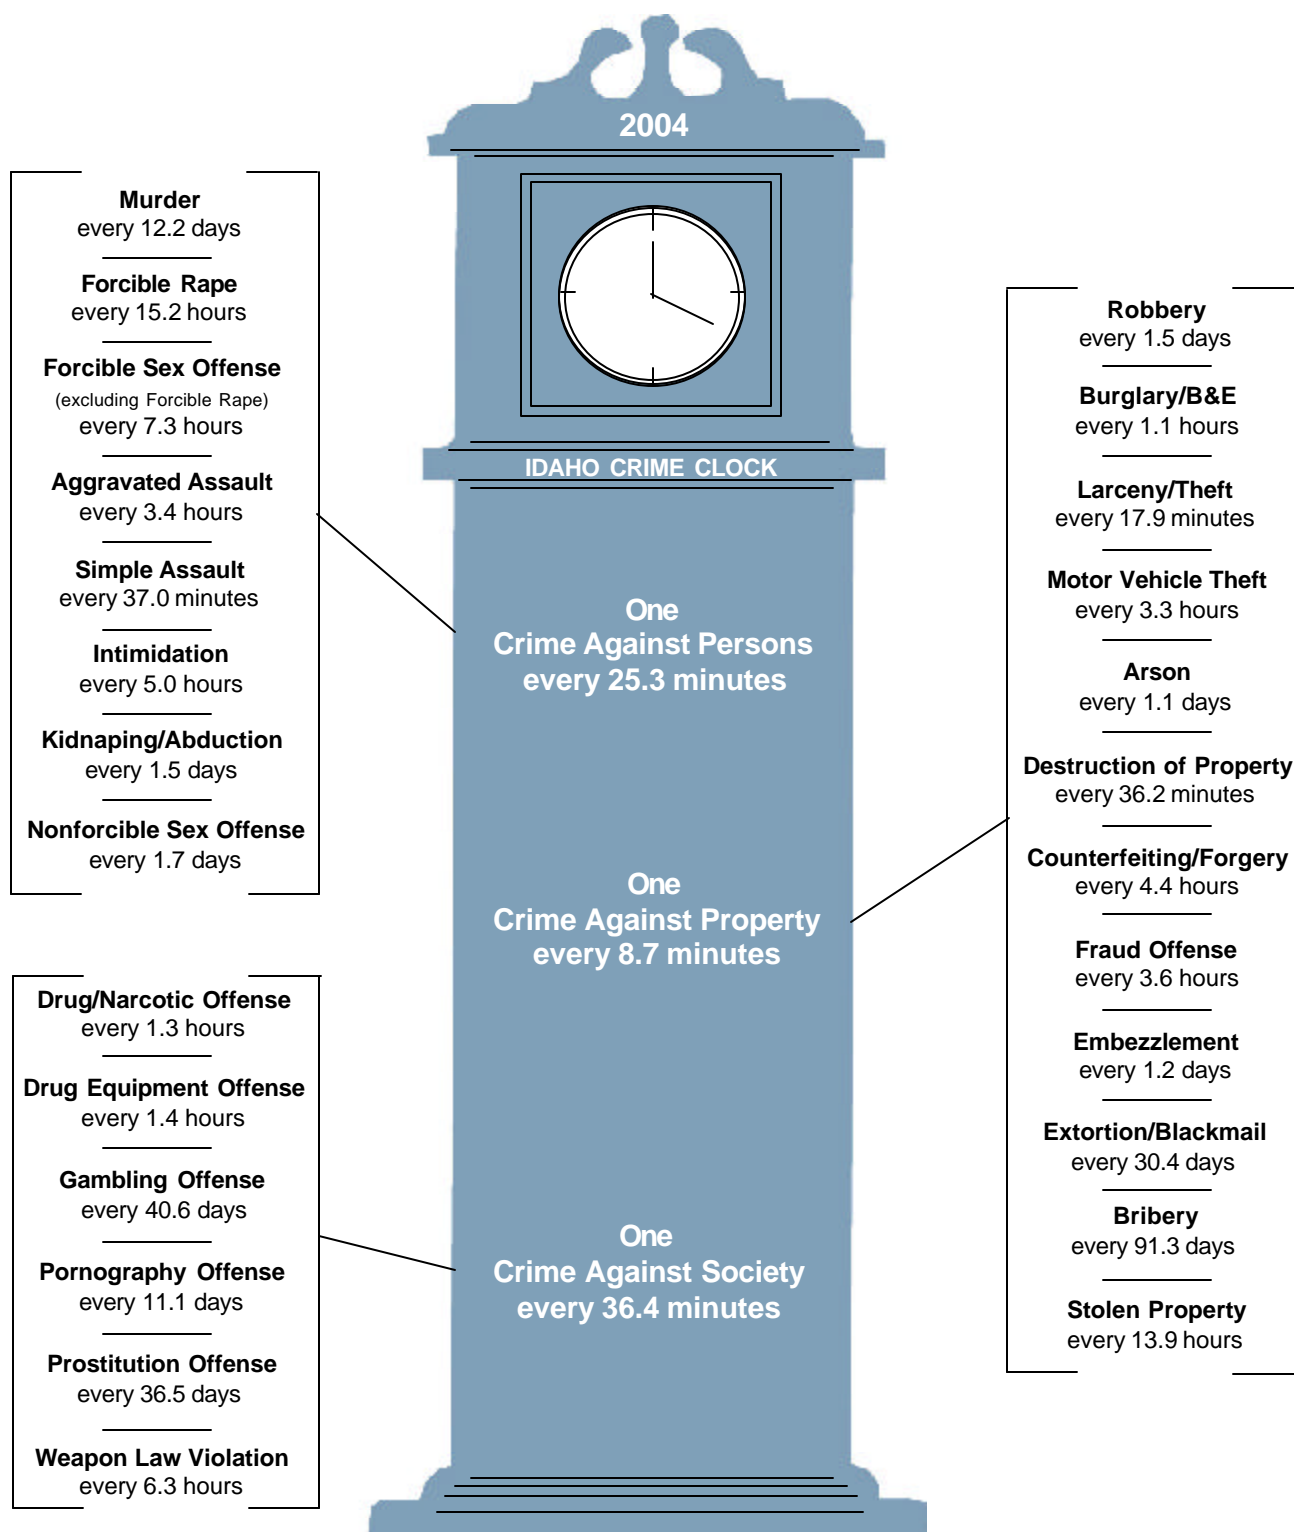 2004
IDAHO CRIME CLOCK
Murder
every 12.2 days
Forcible Rape
every 15.2 hours
Forcible Sex Offense
(excluding Forcible Rape)
every 7.3 hours
Aggravated Assault
every 3.4 hours
Simple Assault
every 37.0 minutes
Intimidation
every 5.0 hours
Kidnaping/Abduction
every 1.5 days
Nonforcible Sex Offense
every 1.7 days
One
Crime Against Persons
every 25.3 minutes
Robbery
every 1.5 days
Burglary/B&E
every 1.1 hours
Larceny/Theft
every 17.9 minutes
Motor Vehicle Theft
every 3.3 hours
Arson
every 1.1 days
Destruction of Property
every 36.2 minutes
Counterfeiting/Forgery
every 4.4 hours
Fraud Offense
every 3.6 hours
Embezzlement
every 1.2 days
Extortion/Blackmail
every 30.4 days
Bribery
every 91.3 days
Stolen Property
every 13.9 hours
One
Crime Against Property
every 8.7 minutes
Drug/Narcotic Offense
every 1.3 hours
Drug Equipment Offense
every 1.4 hours
Gambling Offense
every 40.6 days
Pornography Offense
every 11.1 days
Prostitution Offense
every 36.5 days
Weapon Law Violation
every 6.3 hours
One
Crime Against Society
every 36.4 minutes